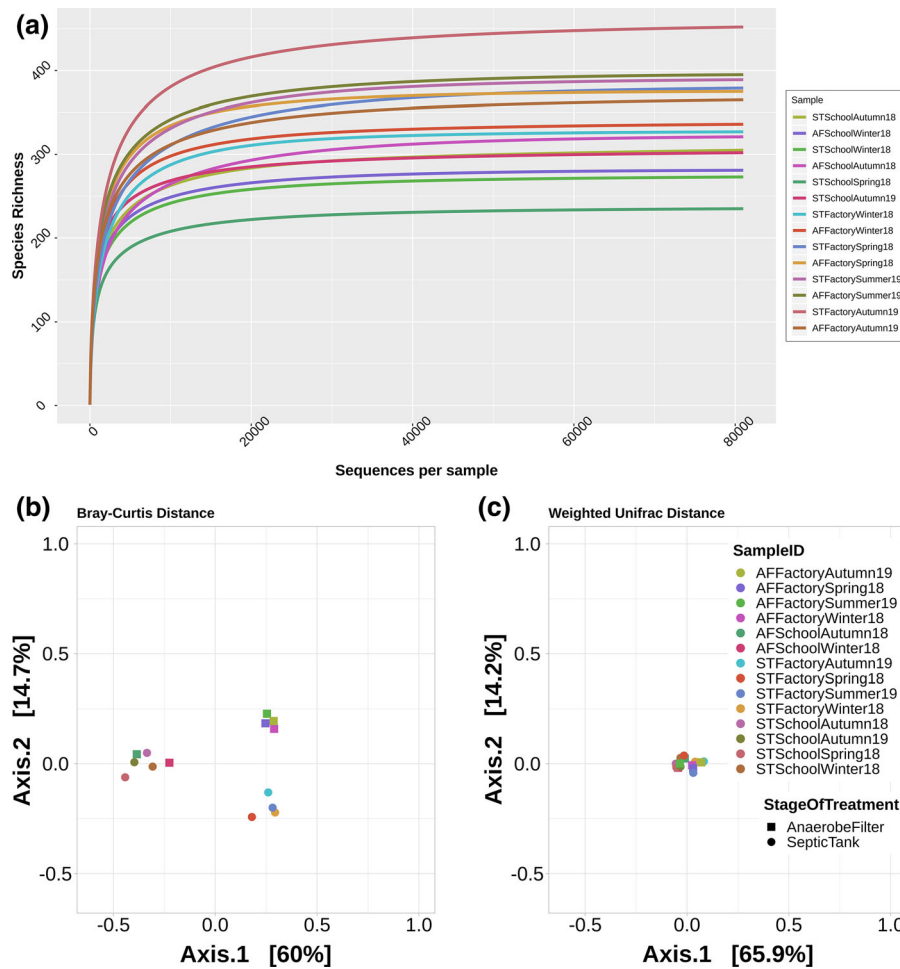 (a)
Species Richness
400
300
200
100
0
0
20000
40000
60000
80000
Sequences per sample
Sample
STSchoolAutumn18
AFSchoolWinter18
STSchoolWinter18
AFSchoolAutumn18
STSchoolSpring18
STSchoolAutumn19
STFactoryWinter18
AFFactoryWinter18
STFactorySpring18
AFFactorySpring18
STFactorySummer19
AFFactorySummer19
STFactoryAutumn19
AFFactoryAutumn19
(b)
Bray-Curtis Distance
Axis.2 [14.7%]
1.0
0.5
0.0
-0.5
-0.5
0.0
0.5
1.0
Axis.1 [60%]
(c)
Weighted Unifrac Distance
Axis.2 [14.2%]
1.0
0.5
0.0
-0.5
-0.5
0.0
0.5
1.0
Axis.1 [65.9%]
SampleID
AFFactoryAutumn19
AFFactorySpring18
AFFactorySummer19
AFFactoryWinter18
AFSchoolAutumn18
AFSchoolWinter18
STFactoryAutumn19
STFactorySpring18
STFactorySummer19
STFactoryWinter18
STSchoolAutumn18
STSchoolAutumn19
STSchoolSpring18
STSchoolWinter18
StageOfTreatment
AnaerobeFilter
SepticTank